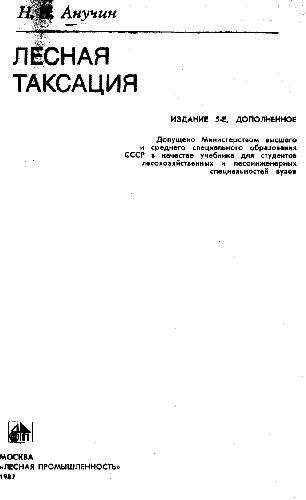 Н. Анучин
ЛЕСНАЯ
ТАКСАЦИЯ
ИЗДАНИЕ 5-Е, ДОПОЛНЕННОЕ
Допущено Министерством высшего
и среднего специального образования
СССР в качестве учебника для студентов
лесохозяйственных и лесоинженерных
специальностей вузов
МОСКВА
«ЛЕСНАЯ ПРОМЫШЛЕННОСТЬ»
1982